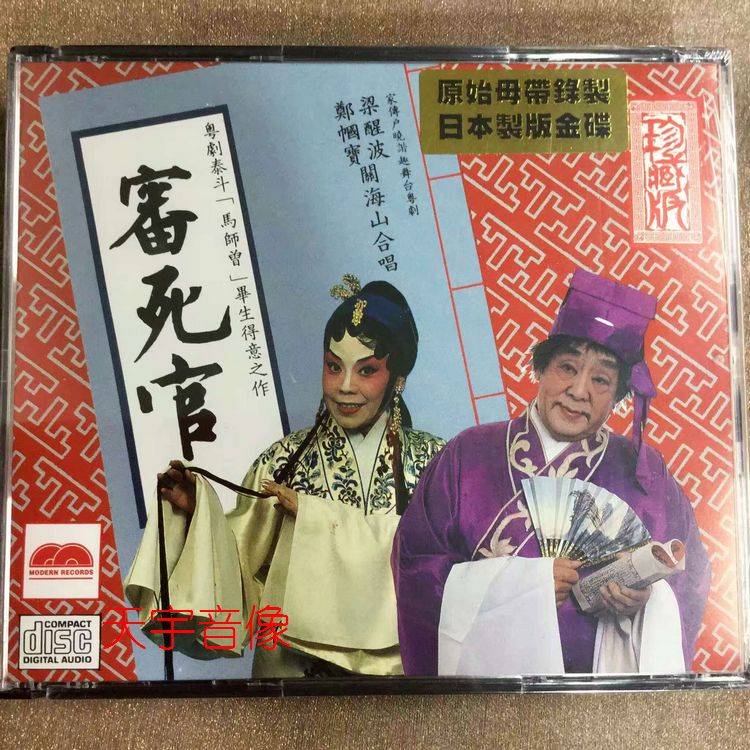 原始母帶錄製
日本製版金碟
珍藏版
家傳戶曉諧趣舞台粵劇
梁醒波關海山合唱
鄭幗寶
粵劇泰斗「馬師曾」畢生得意之作
審死官
MODERN RECORDS
COMPACT
disc
DIGITAL AUDIO
天宇音像